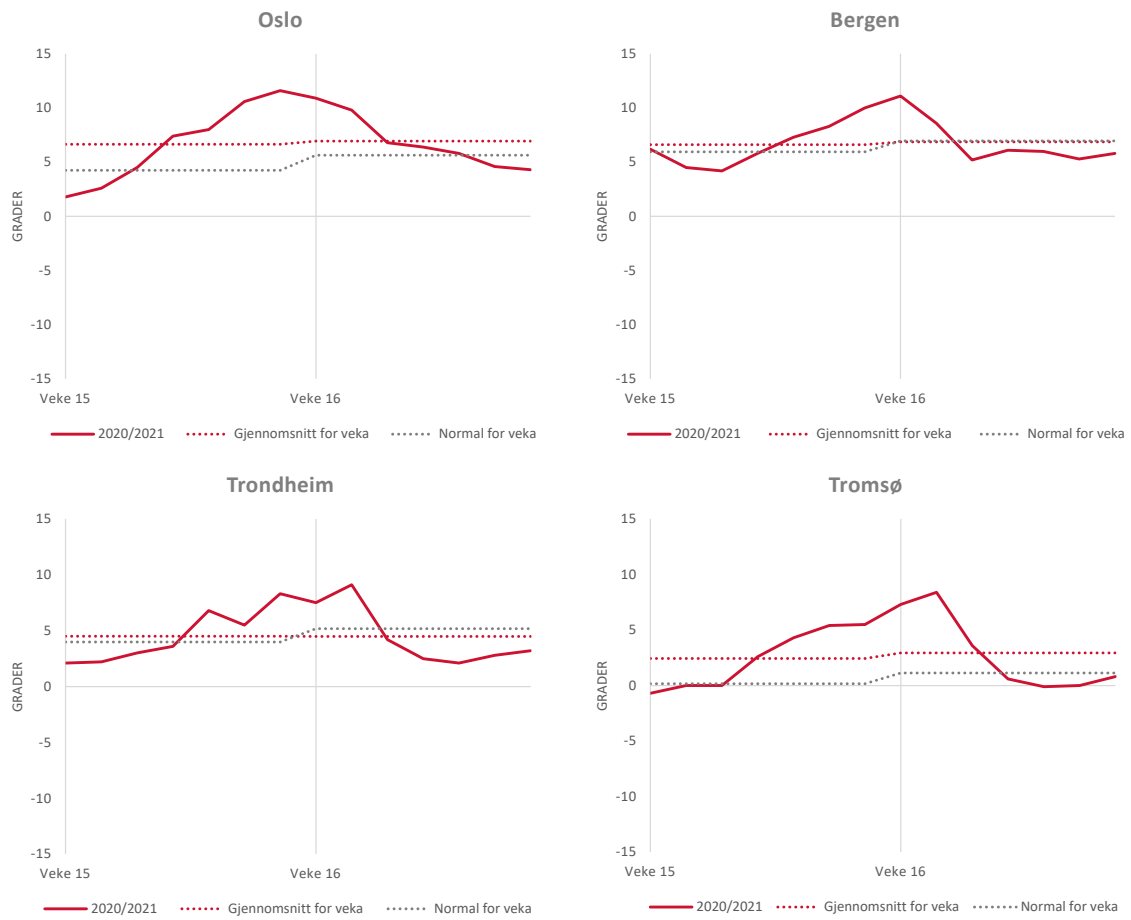 Oslo
15
10
5
0
-5
-10
-15
GRADER
Veke 15
Veke 16
2020/2021
Gjennomsnitt for veka
Normal for veka
Bergen
15
10
5
0
-5
-10
-15
GRADER
Veke 15
Veke 16
2020/2021
Gjennomsnitt for veka
Normal for veka
Trondheim
15
10
5
0
-5
-10
-15
GRADER
Veke 15
Veke 16
2020/2021
Gjennomsnitt for veka
Normal for veka
Tromsø
15
10
5
0
-5
-10
-15
GRADER
Veke 15
Veke 16
2020/2021
Gjennomsnitt for veka
Normal for veka